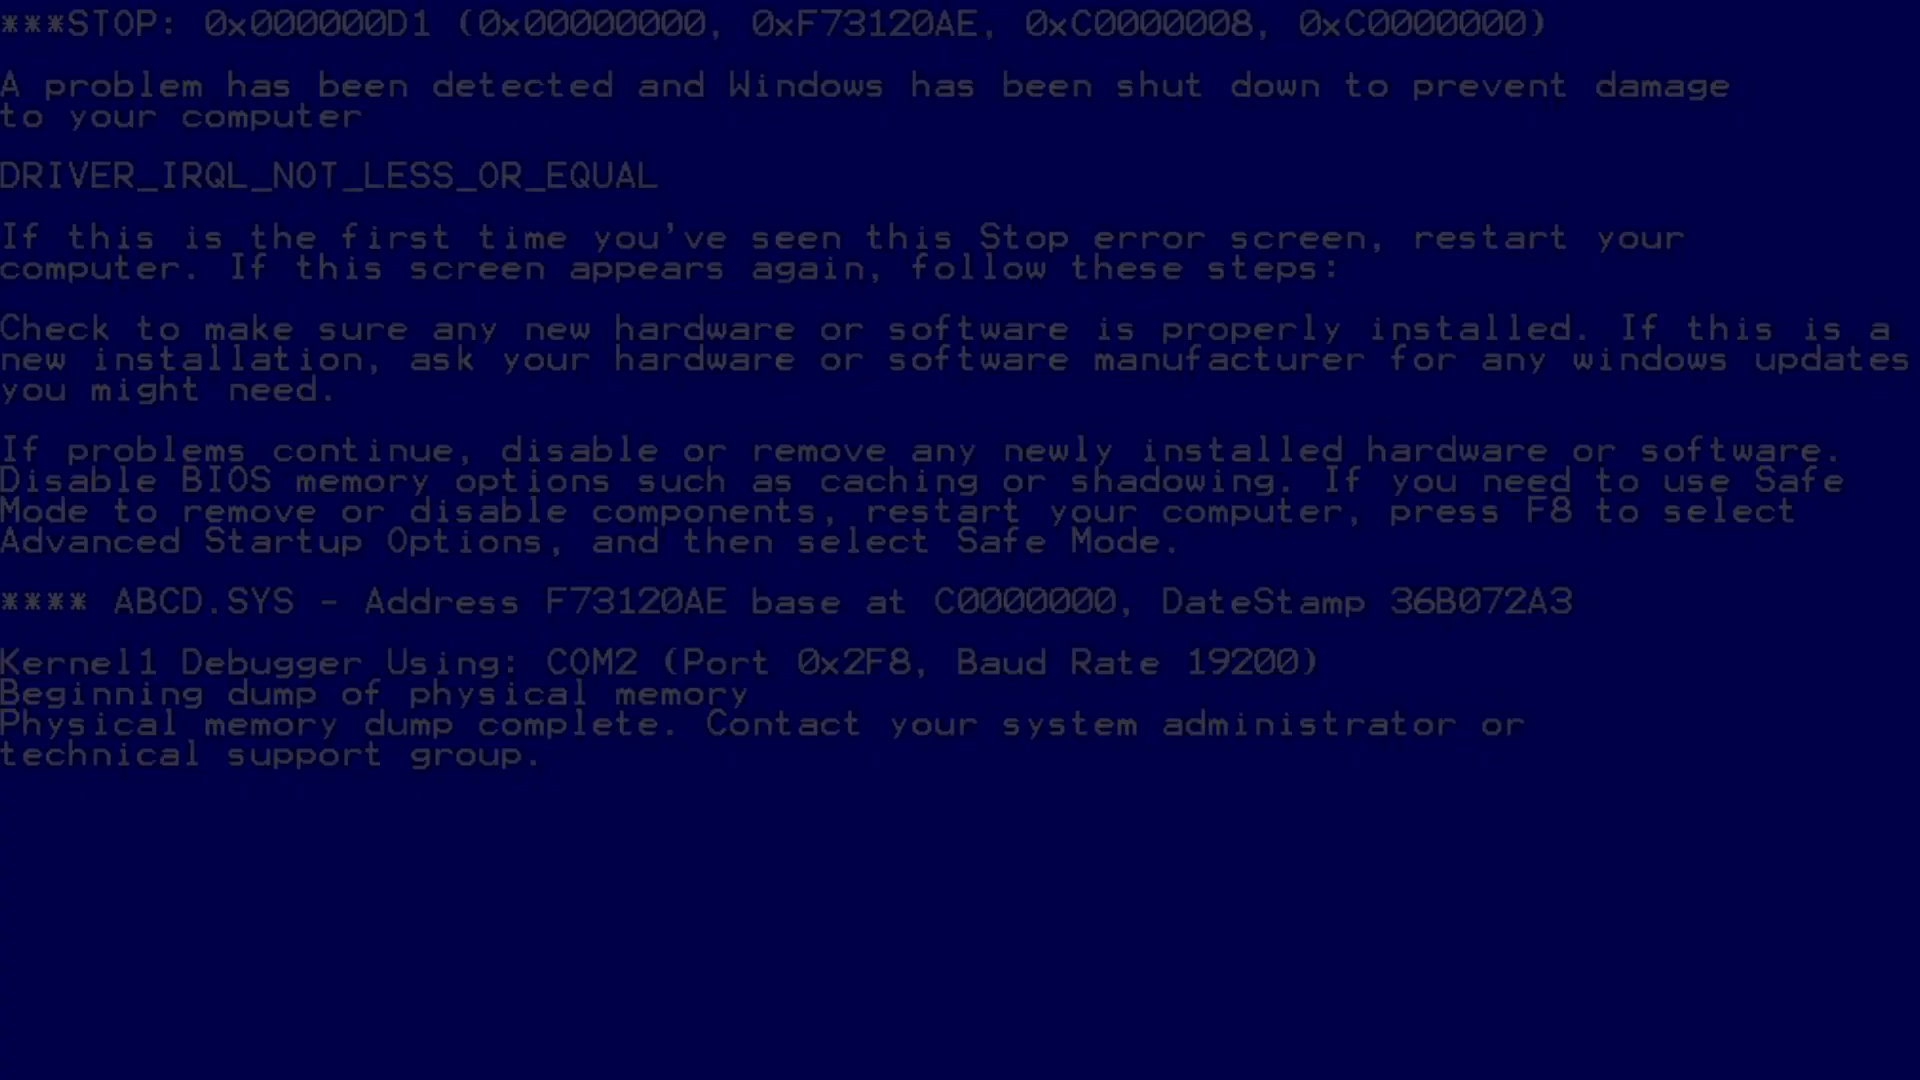 ***STOP: 0x000000D1 (0x00000000, 0xF73120AE, 0xC0000008, 0xC0000000)
A problem has been detected and Windows has been shut down to prevent damage
to your computer
DRIVER_IRQL_NOT_LESS_OR_EQUAL
If this is the first time you've seen this Stop error screen, restart your
computer. If this screen appears again, follow these steps:
Check to make sure any new hardware or software is properly installed. If this is a
new installation, ask your hardware or software manufacturer for any windows updates
you might need.
If problems continue, disable or remove any newly installed hardware or software.
Disable BIOS memory options such as caching or shadowing. If you need to use Safe
Mode to remove or disable components, restart your computer, press F8 to select
Advanced Startup Options, and then select Safe Mode.
**** ABCD.SYS - Address F73120AE base at C0000000, DateStamp 36B072A3
Kernel1 Debugger Using: COM2 (Port 0x2F8, Baud Rate 19200)
Beginning dump of physical memory
Physical memory dump complete. Contact your system administrator or
technical support group.